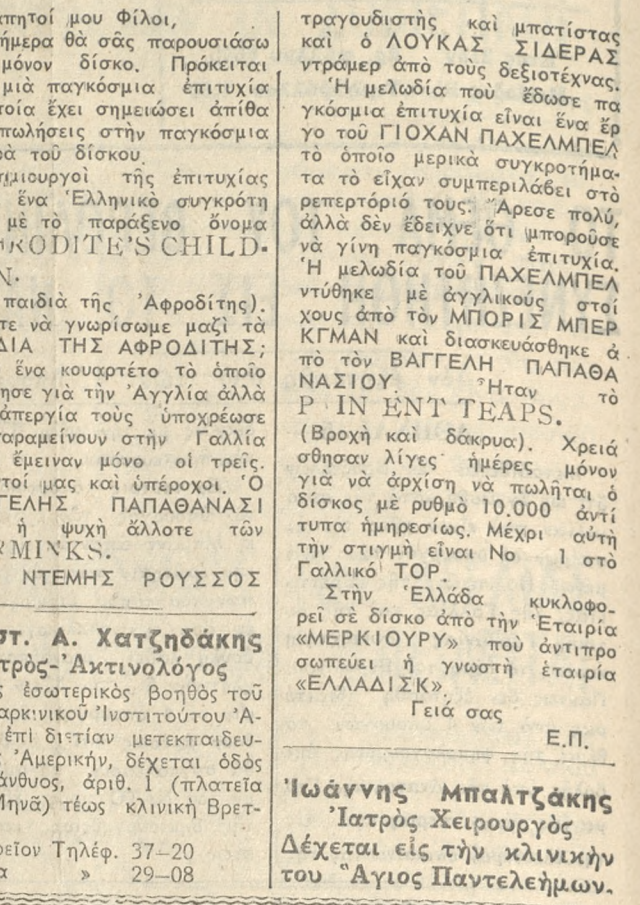 απητοί μου Φίλοι,
ήμερα θὰ σᾶς παρουσιάσω
μόνον δίσκο. Πρόκειται
μιὰ παγκόσμια ἐπιτυχία
ποία ἔχει σημειώσει ἀπίθα
πωλήσεις στὴν παγκόσμια
ρὰ τοῦ δίσκου.
ημιουργοὶ τῆς ἐπιτυχίας
ἕνα Ἑλληνικὸ συγκρότη
μὲ τὸ παράξενο ὄνομα
RODITE'S CHILD-
N.
παιδιὰ τῆς Ἀφροδίτης).
τε νὰ γνωρίσωμε μαζὶ τὰ
ΔΙΑ ΤΗΣ ΑΦΡΟΔΙΤΗΣ;
ἕνα κουαρτέτο τὸ ὁποῖο
ησε γιὰ τὴν Ἀγγλία ἀλλὰ
ἀπεργία τοὺς ὑποχρέωσε
αραμείνουν στὴν Γαλλία
ἔμειναν μόνο οἱ τρεῖς.
τοί μας καὶ ὑπέροχοι. Ὁ
ΓΕΛΗΣ ΠΑΠΑΘΑΝΑΣΙ
ἡ ψυχὴ ἄλλοτε τῶν
MINKS.
ΝΤΕΜΗΣ ΡΟΥΣΣΟΣ
στ. Α. Χατζηδάκης
τρὸς-Ἀκτινολόγος
ς ἐσωτερικὸς βοηθὸς τοῦ
αρκινικοῦ Ἰνστιτούτου Ἀ-
ἐπὶ διετίαν μετεκπαιδευ-
ς Ἀμερικήν, δέχεται ὁδὸς
άνθυος, ἀριθ. 1 (πλατεῖα
Μηνᾶ) τέως κλινικὴ Βρετ-
ρεῖον Τηλέφ. 37—20
α » 29—08
τραγουδιστὴς καὶ μπατίστας
καὶ ὁ ΛΟΥΚΑΣ ΣΙΔΕΡΑΣ
ντράμερ ἀπὸ τοὺς δεξιοτέχνας.
Ἡ μελωδία ποὺ ἔδωσε πα
γκόσμια ἐπιτυχία εἶναι ἕνα ἔρ
γο τοῦ ΓΙΟΧΑΝ ΠΑΧΕΛΜΠΕΛ
τὸ ὁποῖο μερικὰ συγκροτήμα-
τα τὸ εἶχαν συμπεριλάβει στὸ
ρεπερτόριό τους. Ἄρεσε πολύ,
ἀλλὰ δὲν ἔδειχνε ὅτι μποροῦσε
νὰ γίνη παγκόσμια ἐπιτυχία.
Ἡ μελωδία τοῦ ΠΑΧΕΛΜΠΕΛ
ντύθηκε μὲ ἀγγλικοὺς στοί
χους ἀπὸ τὸν ΜΠΟΡΙΣ ΜΠΕΡ
ΚΓΜΑΝ καὶ διασκευάσθηκε ἀ
πὸ τὸν ΒΑΓΓΕΛΗ ΠΑΠΑΘΑ
ΝΑΣΙΟΥ. Ἦταν τὸ
P IN ENT TEAPS.
(Βροχὴ καὶ δάκρυα). Χρειά
σθησαν λίγες ἡμέρες μόνον
γιὰ νὰ ἀρχίση νὰ πωλῆται ὁ
δίσκος μὲ ρυθμὸ 10.000 ἀντί
τυπα ἡμηρεσίως. Μέχρι αὐτὴ
τὴν στιγμὴ εἶναι Νο 1 στὸ
Γαλλικὸ ΤΟΡ.
Στὴν Ἑλλάδα κυκλοφο-
ρεῖ σὲ δίσκο ἀπὸ τὴν Ἑταιρία
«ΜΕΡΚΙΟΥΡΥ» ποὺ ἀντιπρο
σωπεύει ἡ γνωστὴ ἑταιρία
«ΕΛΛΑΔΙΣΚ».
Γειά σας
Ε.Π.
Ἰωάννης Μπαλτζάκης
Ἰατρὸς Χειρουργὸς
Δέχεται εἰς τὴν κλινικὴν
του Ἅγιος Παντελεήμων.